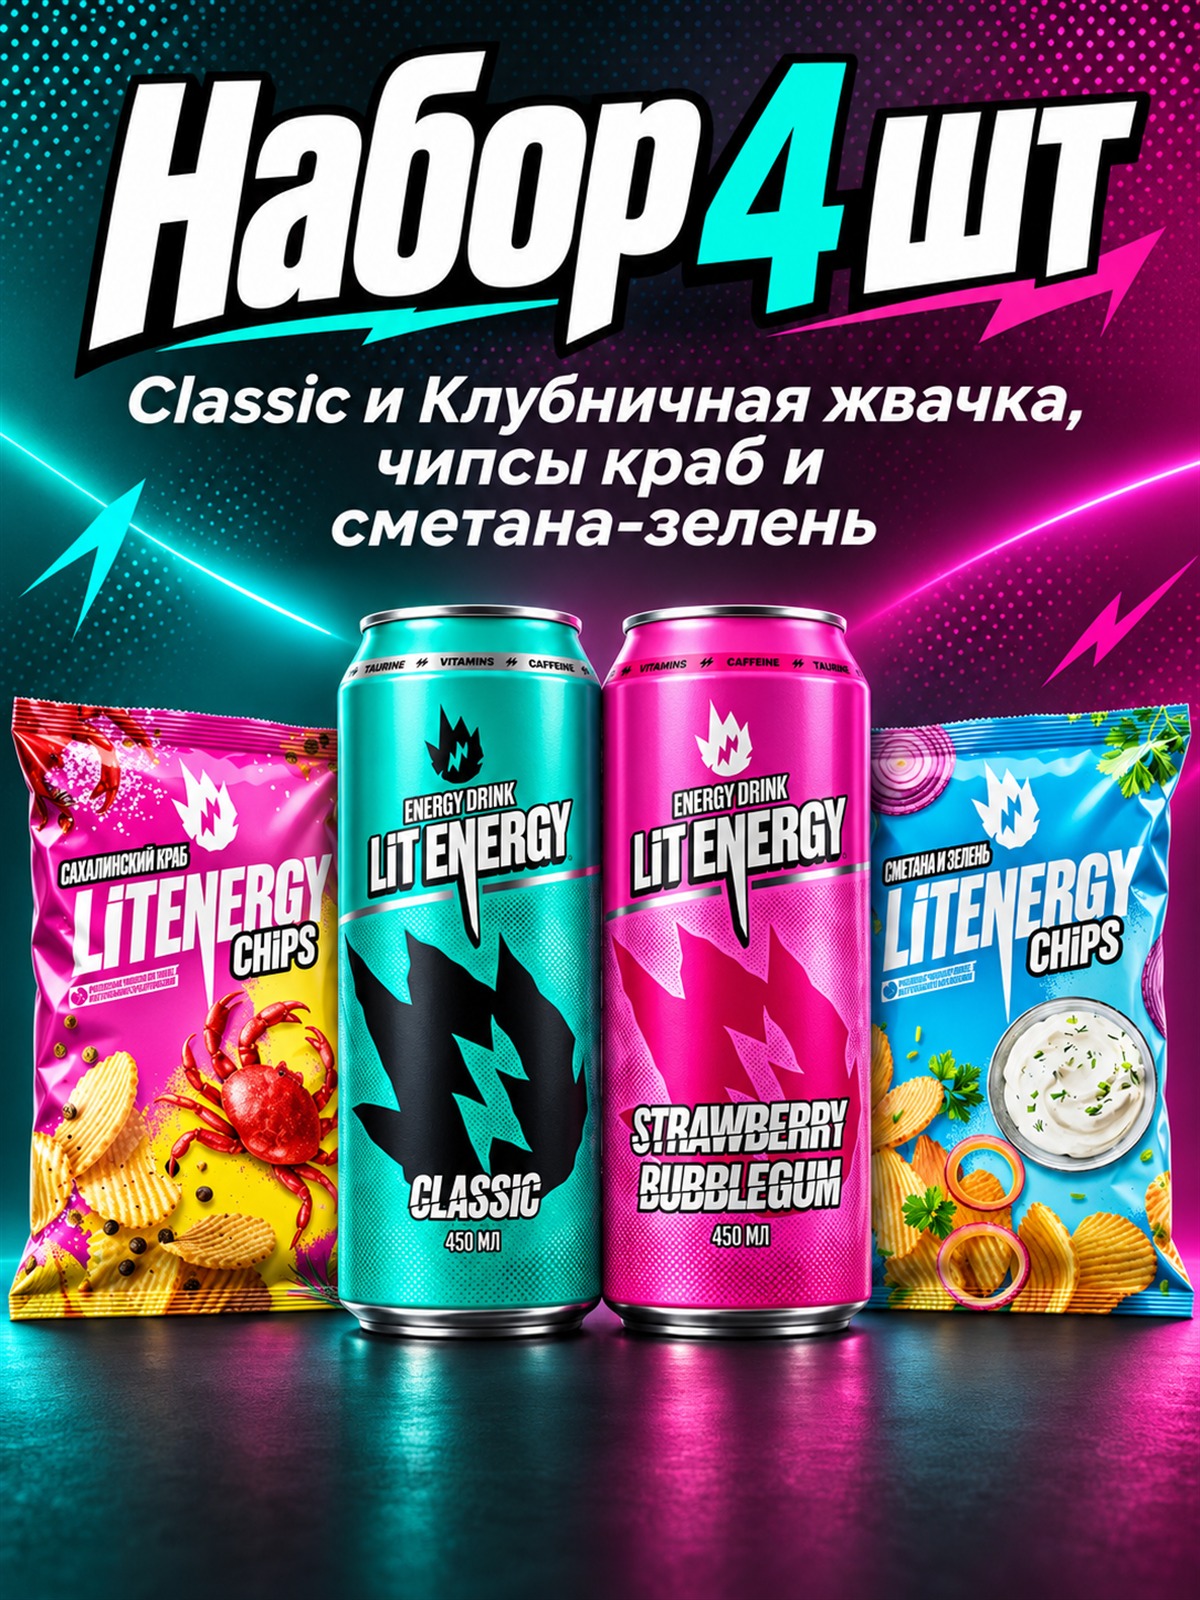 Набор 4 шт
Classic и Клубничная жвачка,
чипсы краб и
сметана-зелень
TAURINE VITAMINS CAFFEINE
ENERGY DRINK
LIT ENERGY
CLASSIC
450 МЛ
VITAMINS CAFFEINE TAURINE
ENERGY DRINK
LIT ENERGY
STRAWBERRY
BUBBLEGUM
450 МЛ
САХАЛИНСКИЙ КРАБ
LITENERGY
CHIPS
СМЕТАНА И ЗЕЛЕНЬ
LITENERGY
CHIPS